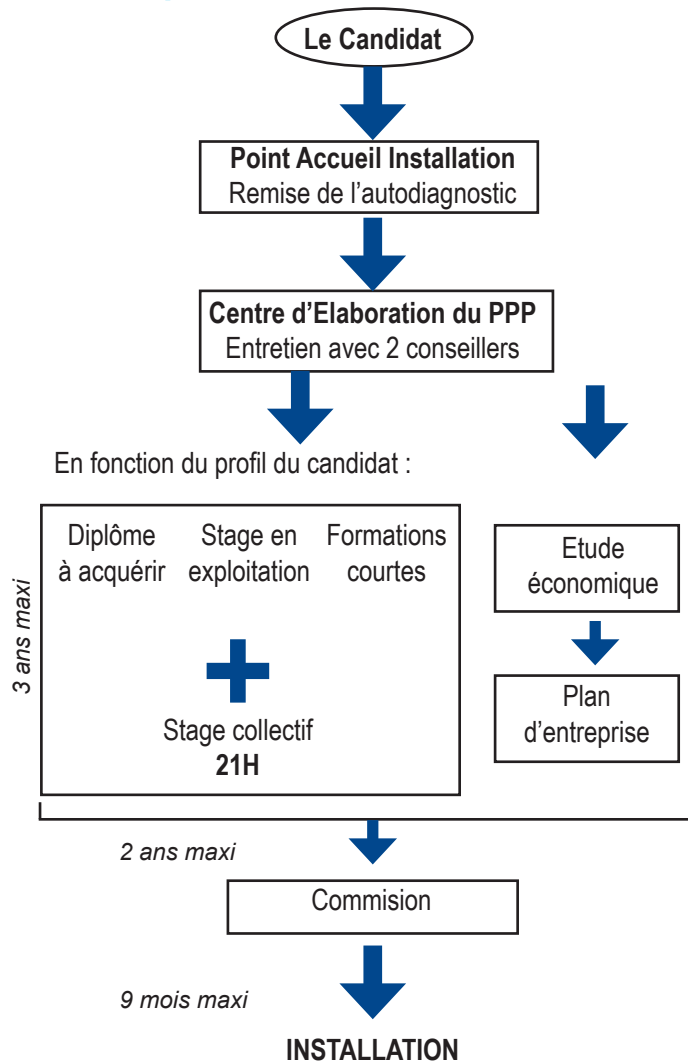 Le Candidat
Point Accueil Installation
Remise de l'autodiagnostic
Centre d'Elaboration du PPP
Entretien avec 2 conseillers
En fonction du profil du candidat :
Diplôme
à acquérir
Stage en
exploitation
Formations
courtes
Stage collectif
21H
3 ans maxi
Etude
économique
Plan
d'entreprise
2 ans maxi
Commision
9 mois maxi
INSTALLATION